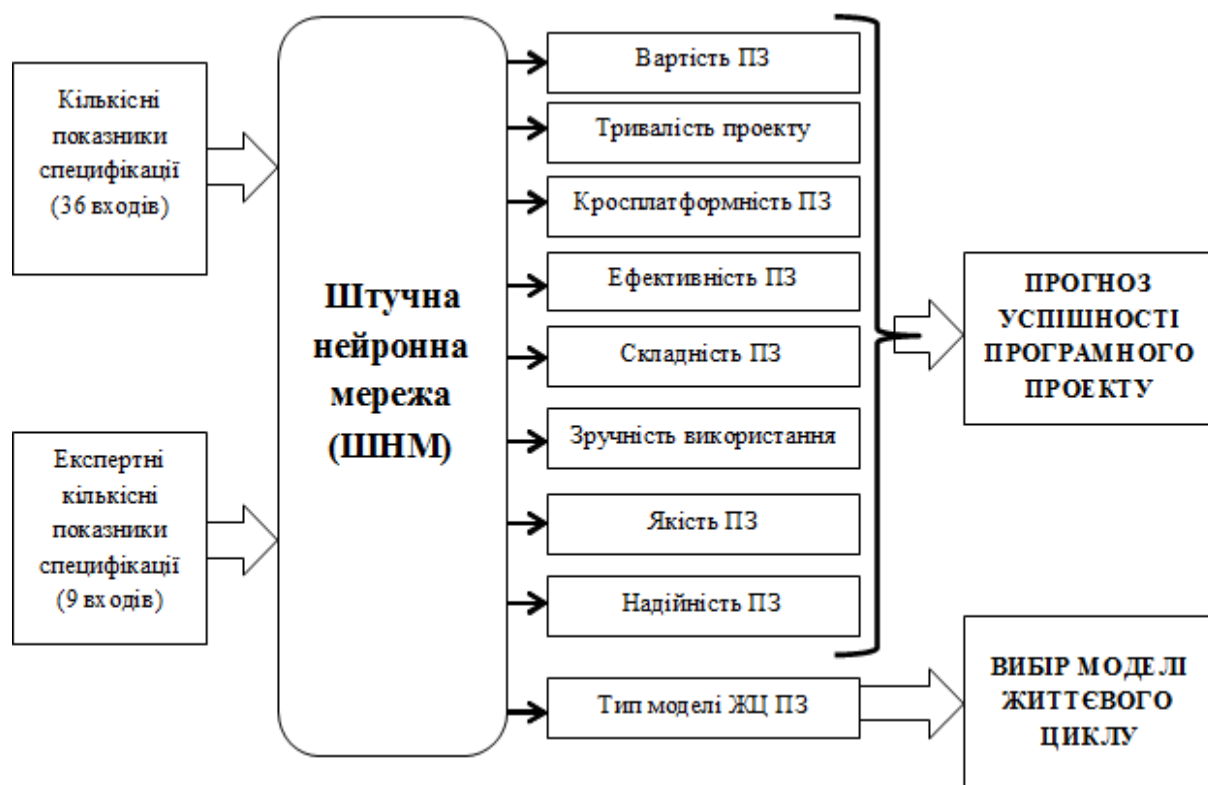 Кількісні
показники
специфікації
(36 входів)
Експертні
кількісні
показники
специфікації
(9 входів)
Штучна
нейронна
мережа
(ШНМ)
Вартість ПЗ
Тривалість проекту
Кросплатформність ПЗ
Ефективність ПЗ
Складність ПЗ
Зручність використання
Якість ПЗ
Надійність ПЗ
Тип моделі ЖЦ ПЗ
ПРОГНОЗ
УСПІШНОСТІ
ПРОГРАМНОГО
ПРОЕКТУ
ВИБІР МОДЕЛІ
ЖИТТЄВОГО
ЦИКЛУ